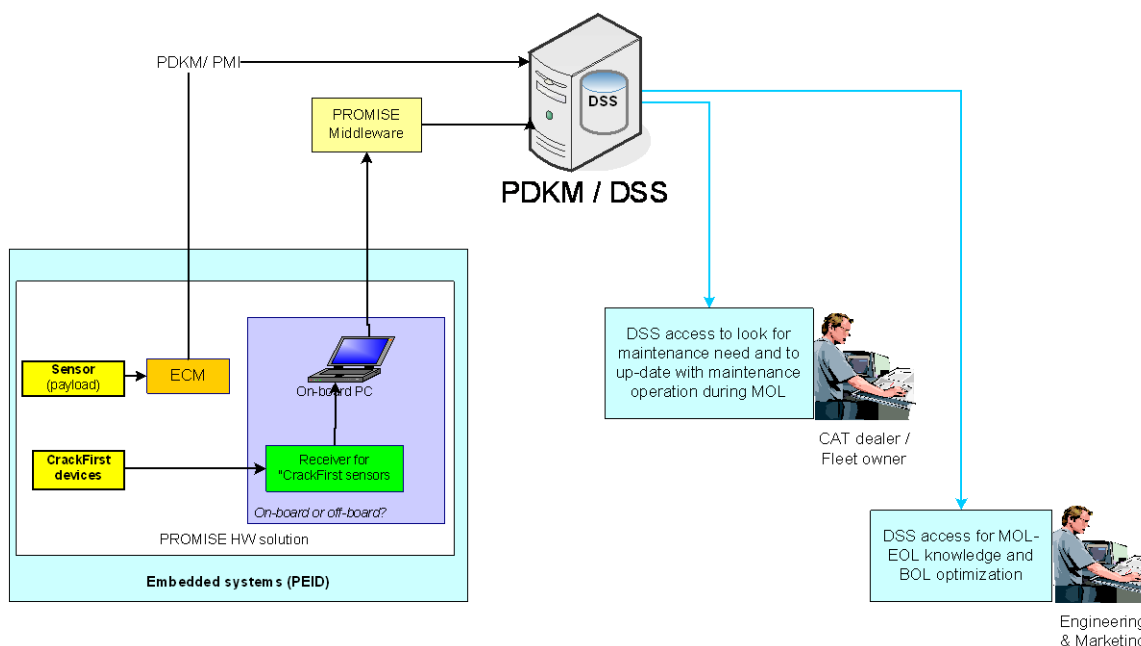 PDKM/ PMI
DSS
PROMISE
Middleware
PDKM / DSS
Sensor
(payload)
ECM
On-board PC
CrackFirst
devices
Receiver for
"CrackFirst sensors
On-board or off-board?
PROMISE HW solution
Embedded systems (PEID)
DSS access to look for
maintenance need and to
up-date with maintenance
operation during MOL
CAT dealer /
Fleet owner
DSS access for MOL-
EOL knowledge and
BOL optimization
Engineering
& Marketing